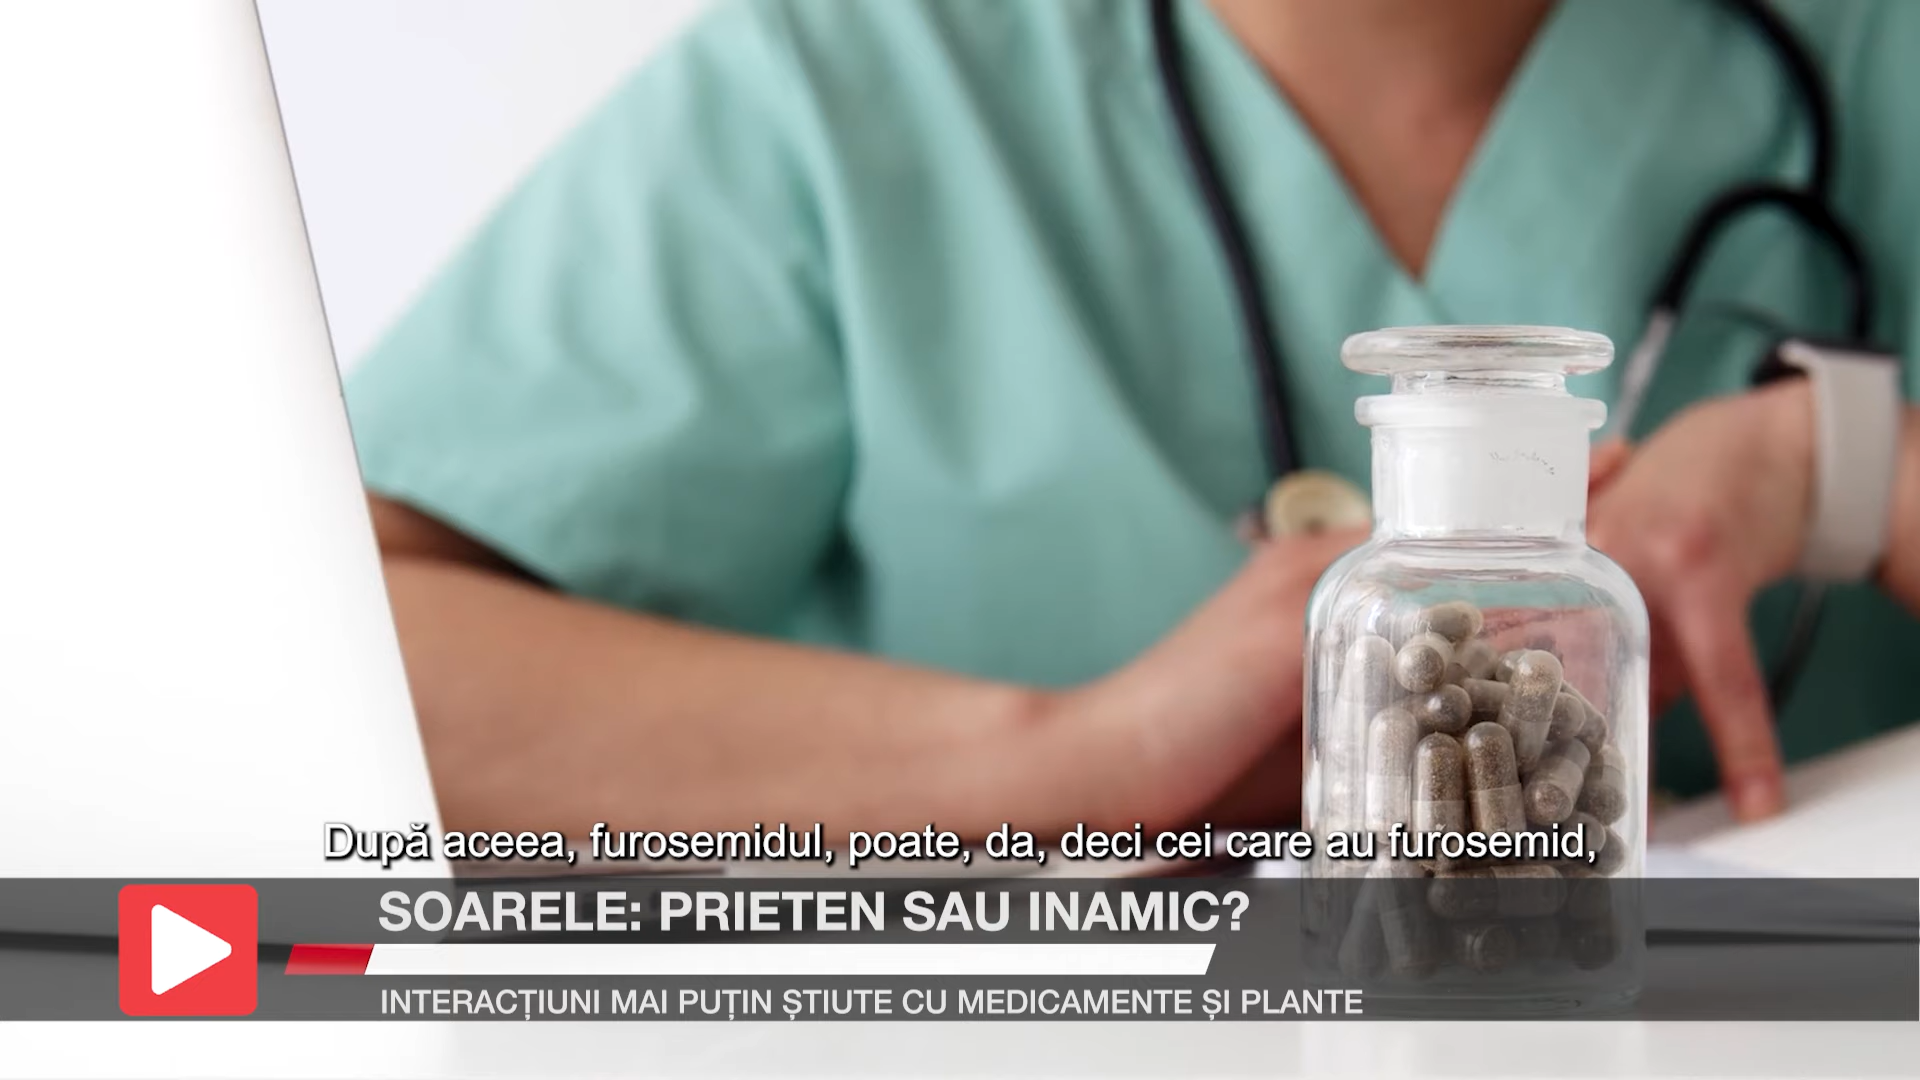 După aceea, furosemidul, poate, da, deci cei care au furosemid,
SOARELE: PRIETEN SAU INAMIC?
INTERACȚIUNI MAI PUȚIN ȘTIUTE CU MEDICAMENTE ȘI PLANTE